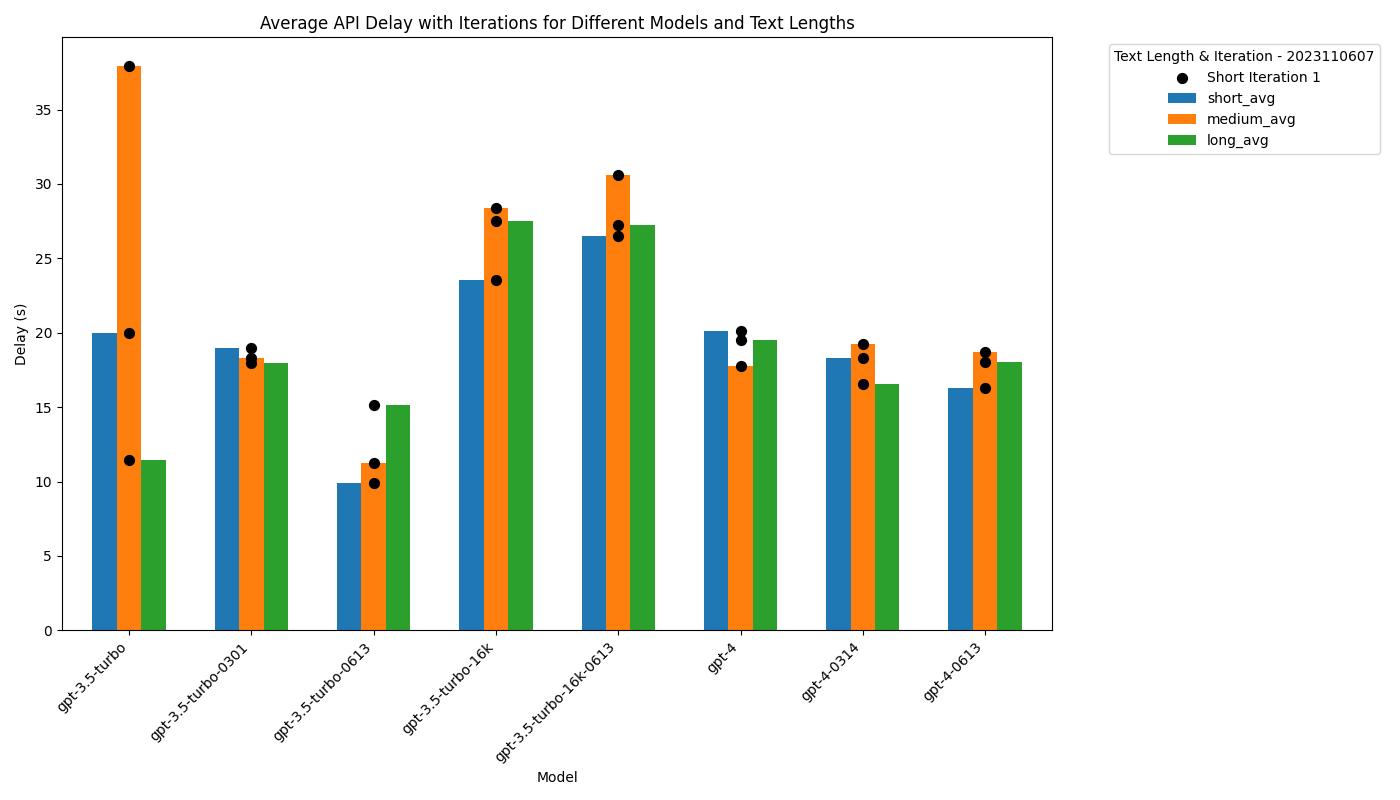 Average API Delay with Iterations for Different Models and Text Lengths
Text Length & Iteration - 2023110607
Short Iteration 1
short_avg
medium_avg
long_avg
Delay (s)
35
30
25
20
15
10
5
0
gpt-3.5-turbo
gpt-3.5-turbo-0301
gpt-3.5-turbo-0613
gpt-3.5-turbo-16k
gpt-3.5-turbo-16k-0613
gpt-4
gpt-4-0314
gpt-4-0613
Model